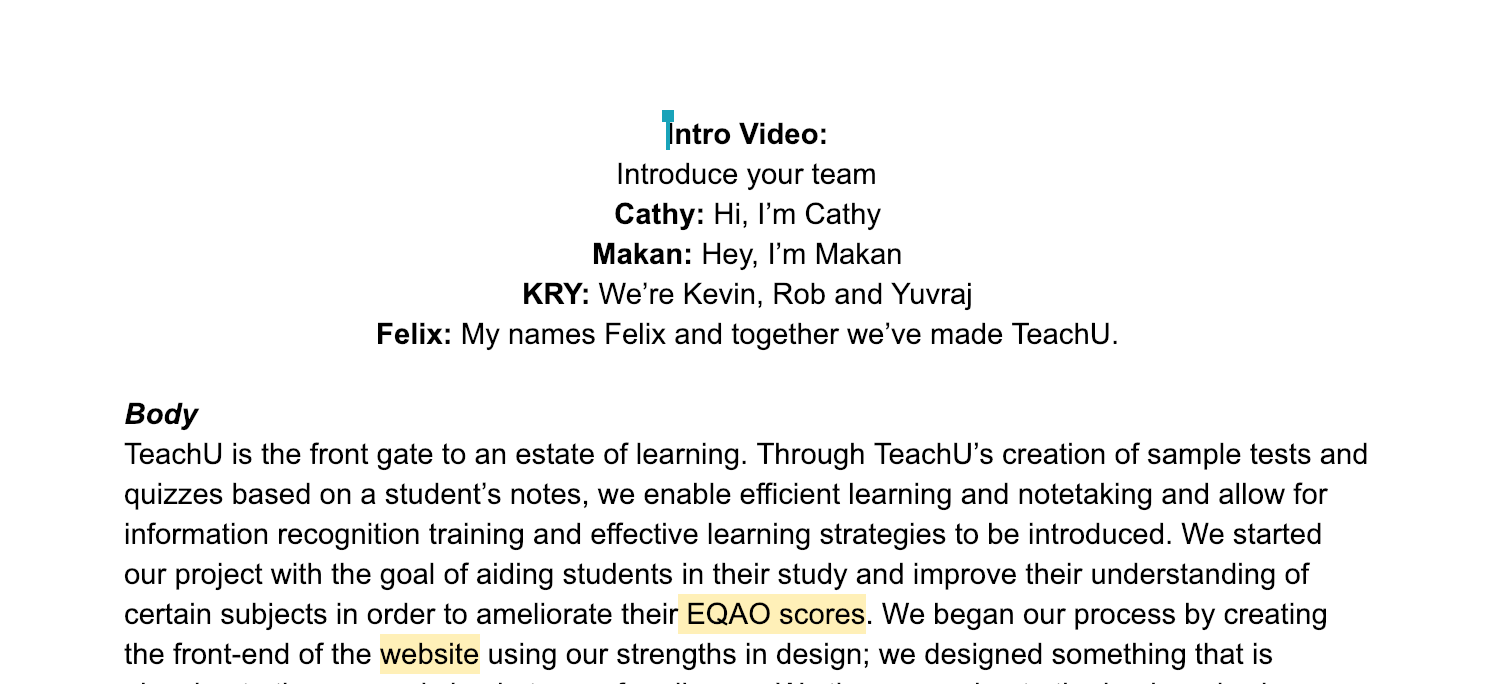 Intro Video:
Introduce your team
Cathy: Hi, I’m Cathy
Makan: Hey, I’m Makan
KRY: We’re Kevin, Rob and Yuvraj
Felix: My names Felix and together we’ve made TeachU.
Body
TeachU is the front gate to an estate of learning. Through TeachU’s creation of sample tests and
quizzes based on a student’s notes, we enable efficient learning and notetaking and allow for
information recognition training and effective learning strategies to be introduced. We started
our project with the goal of aiding students in their study and improve their understanding of
certain subjects in order to ameliorate their EQAO scores. We began our process by creating
the front-end of the website using our strengths in design; we designed something that is